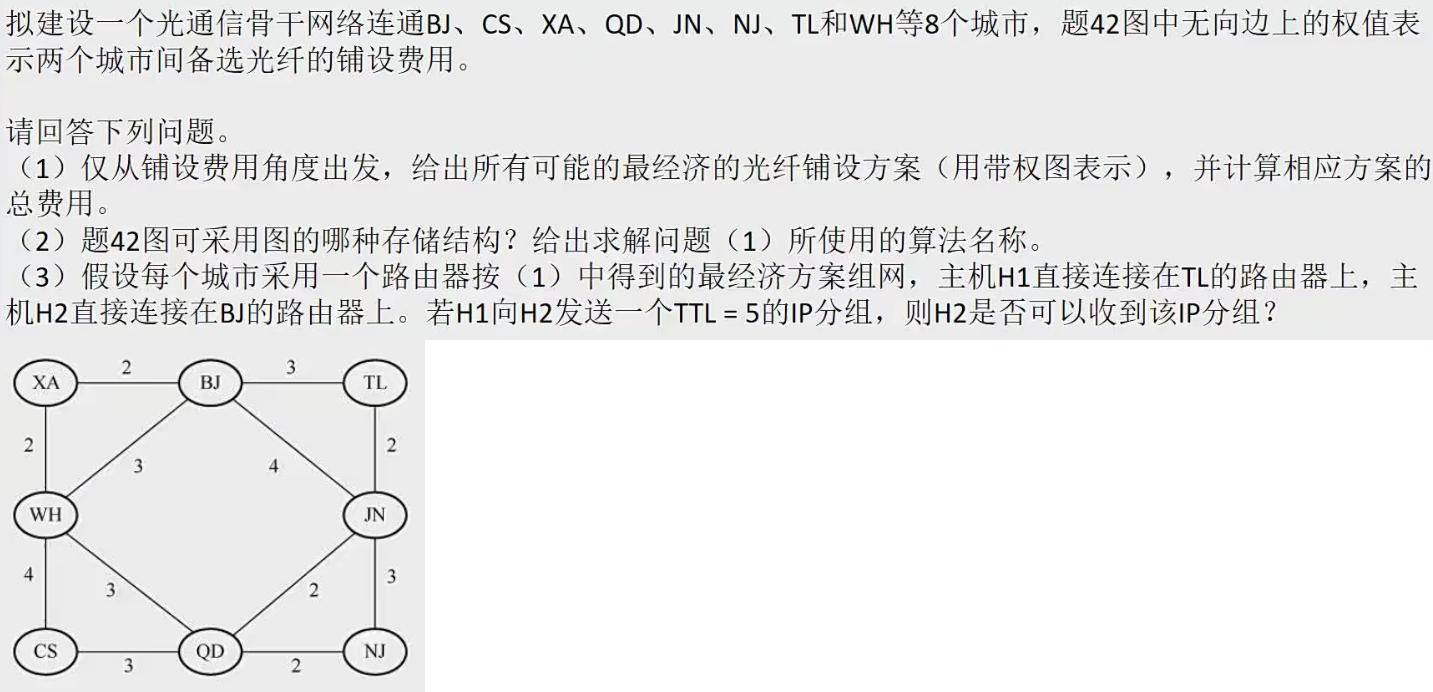 拟建设一个光通信骨干网络连通BJ、CS、XA、QD、JN、NJ、TL和WH等8个城市，题42图中无向边上的权值表
示两个城市间备选光纤的铺设费用。
请回答下列问题。
（1）仅从铺设费用角度出发，给出所有可能的最经济的光纤铺设方案（用带权图表示），并计算相应方案的
总费用。
（2）题42图可采用图的哪种存储结构？给出求解问题（1）所使用的算法名称。
（3）假设每个城市采用一个路由器按（1）中得到的最经济方案组网，主机H1直接连接在TL的路由器上，主
机H2直接连接在BJ的路由器上。若H1向H2发送一个TTL = 5的IP分组，则H2是否可以收到该IP分组？
XA 2 BJ 3 TL
2 3 4 2
WH JN
4 3 2 3
CS 3 QD 2 NJ